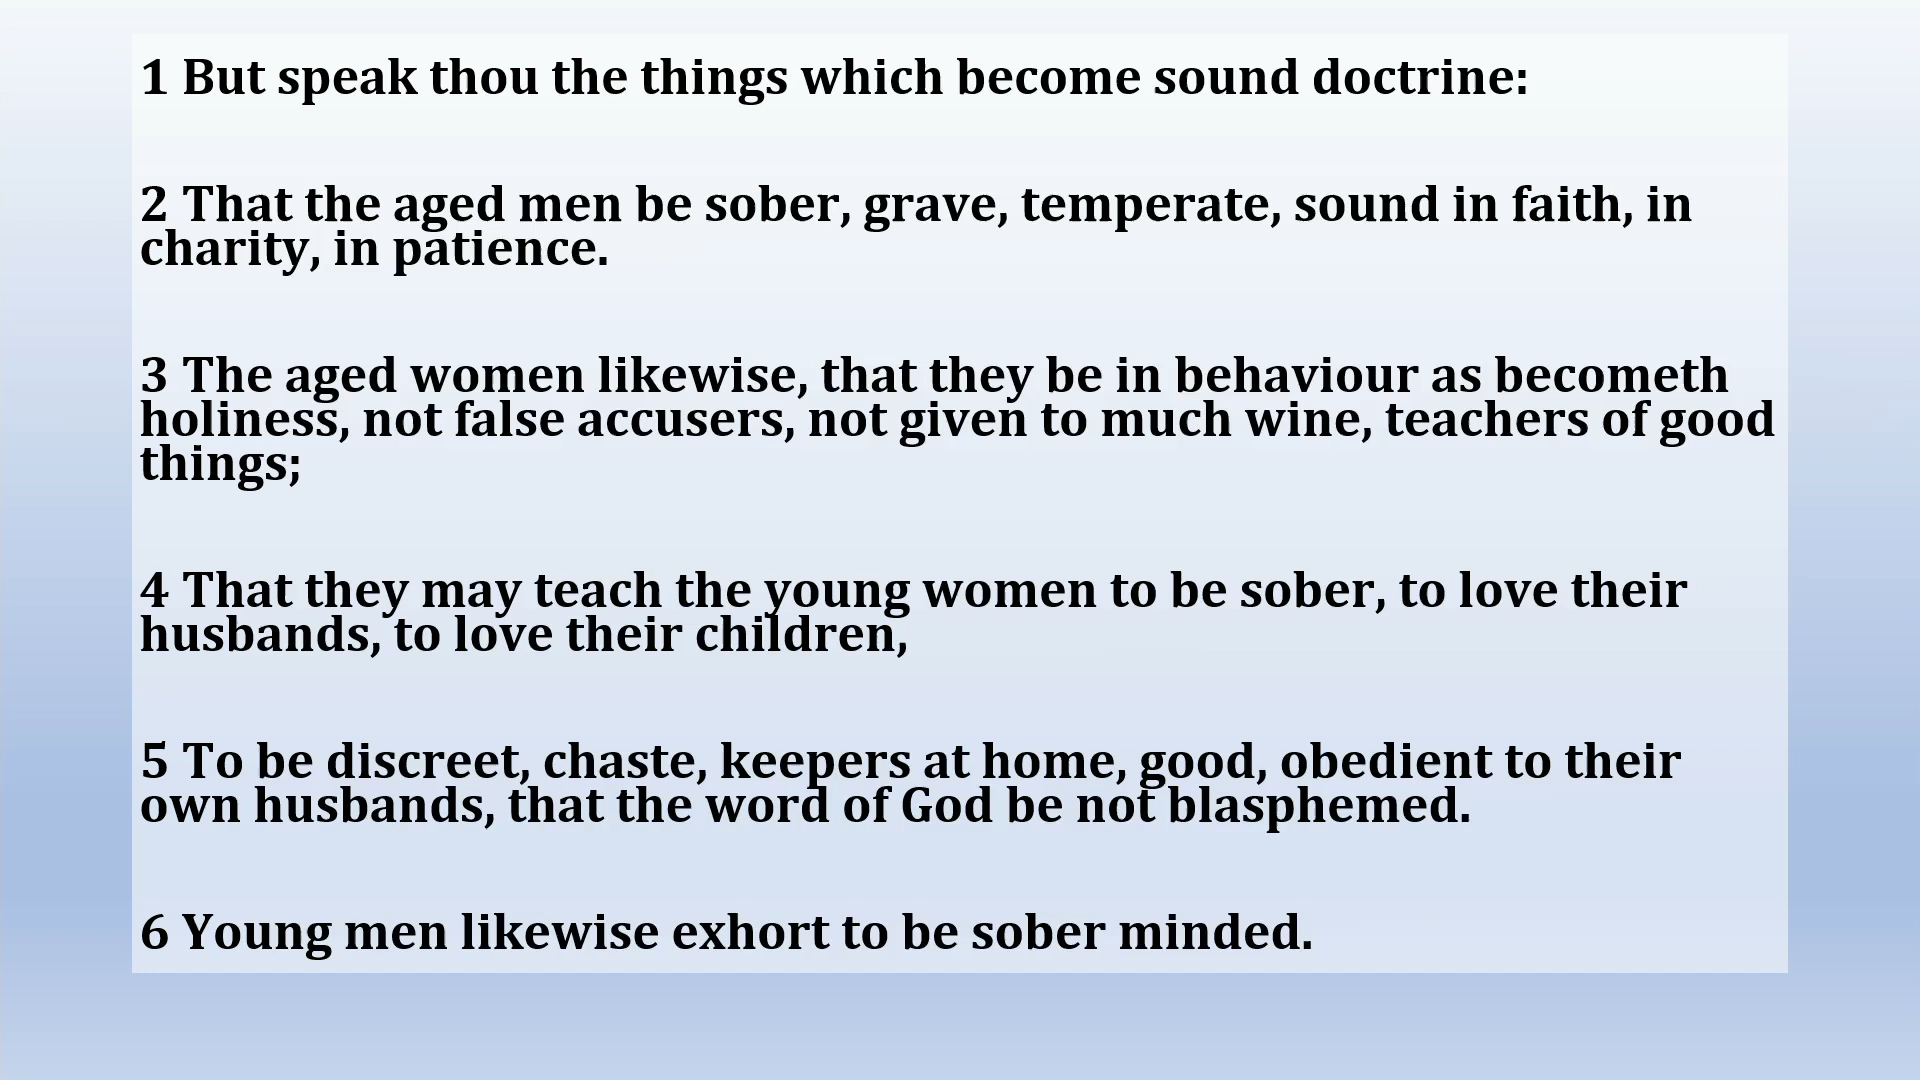 1 But speak thou the things which become sound doctrine:
2 That the aged men be sober, grave, temperate, sound in faith, in
charity, in patience.
3 The aged women likewise, that they be in behaviour as becometh
holiness, not false accusers, not given to much wine, teachers of good
things;
4 That they may teach the young women to be sober, to love their
husbands, to love their children,
5 To be discreet, chaste, keepers at home, good, obedient to their
own husbands, that the word of God be not blasphemed.
6 Young men likewise exhort to be sober minded.